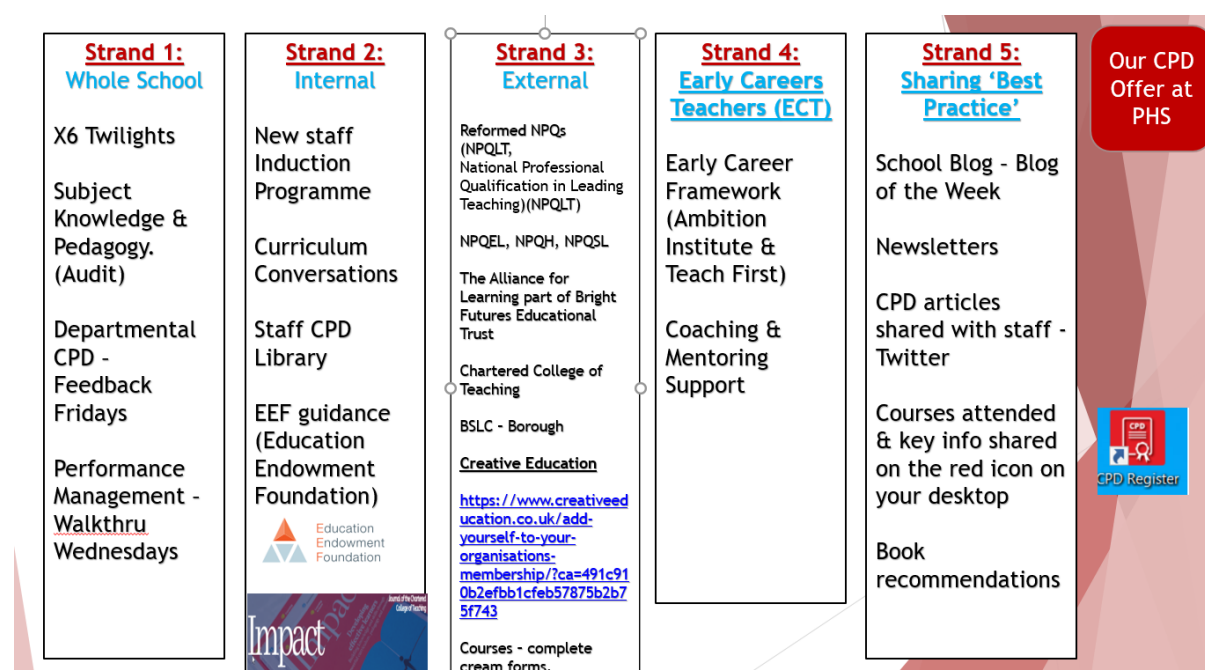 Strand 1:
Whole School
X6 Twilights
Subject
Knowledge &
Pedagogy.
(Audit)
Departmental
CPD –
Feedback
Fridays
Performance
Management –
Walkthru
Wednesdays
Strand 2:
Internal
New staff
Induction
Programme
Curriculum
Conversations
Staff CPD
Library
EEF guidance
(Education
Endowment
Foundation)
Education
Endowment
Foundation
Journal of the Chartered
College of Teaching
Impact
Strand 3:
External
Reformed NPQs
(NPQLT,
National Professional
Qualification in Leading
Teaching)(NPQLT)
NPQEL, NPQH, NPQSL
The Alliance for
Learning part of Bright
Futures Educational
Trust
Chartered College of
Teaching
BSLC – Borough
Creative Education
https://www.creativeed
ucation.co.uk/add-
yourself-to-your-
organisations-
membership/?ca=491c91
0b2efbb1cfeb57875b2b7
5f743
Courses – complete
cream forms.
Strand 4:
Early Careers
Teachers (ECT)
Early Career
Framework
(Ambition
Institute &
Teach First)
Coaching &
Mentoring
Support
Strand 5:
Sharing ‘Best
Practice’
School Blog – Blog
of the Week
Newsletters
CPD articles
shared with staff -
Twitter
Courses attended
& key info shared
on the red icon on
your desktop
Book
recommendations
Our CPD
Offer at
PHS
CPD
CPD Register